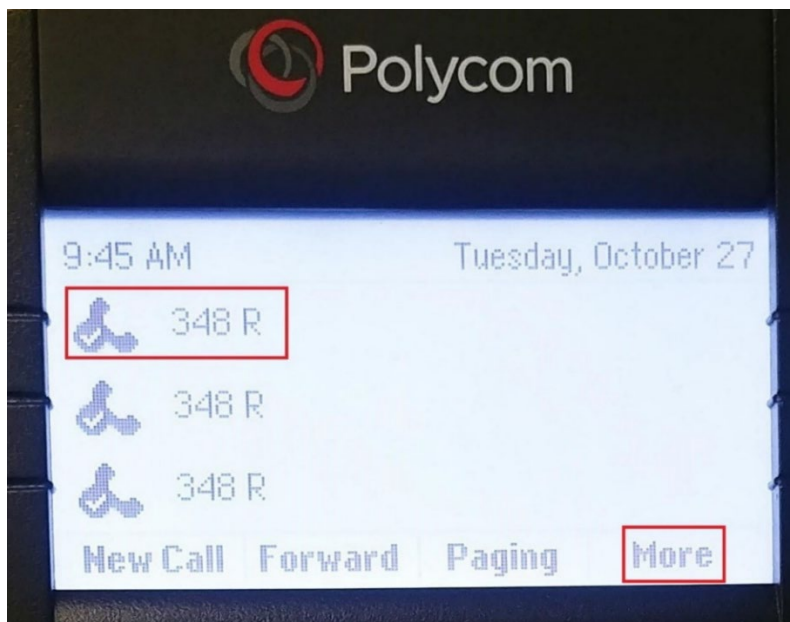 Polycom
9:45 AM Tuesday, October 27
348 R
348 R
348 R
New Call Forward Paging More